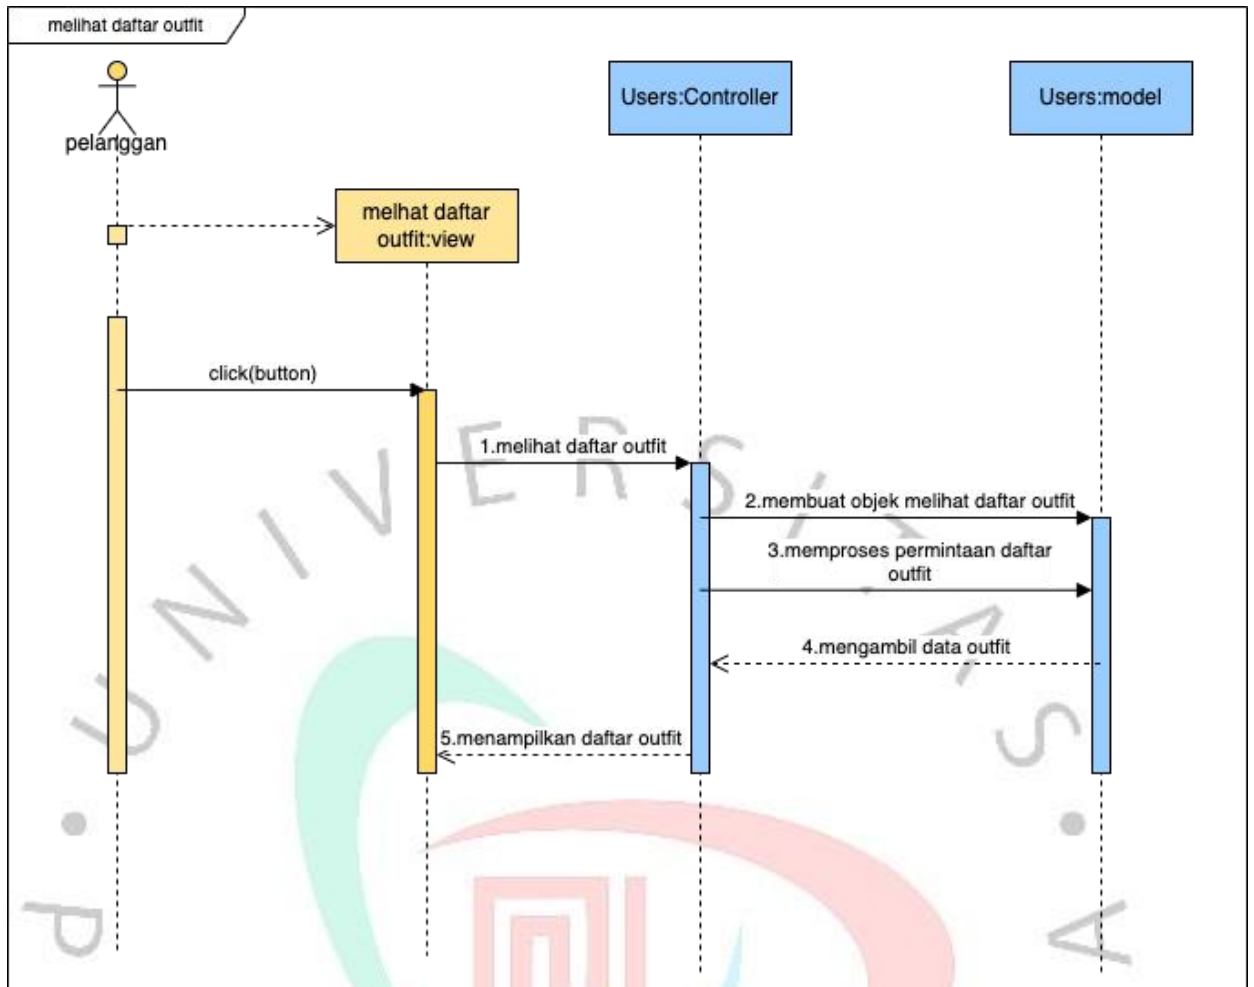 melihat daftar outfit
pelanggan
Users:Controller
Users:model
melhat daftar
outfit:view
click(button)
1.melihat daftar outfit
2.membuat objek melihat daftar outfit
3.memproses permintaan daftar
outfit
4.mengambil data outfit
5.menampilkan daftar outfit
P • UNIVERSITAS • A